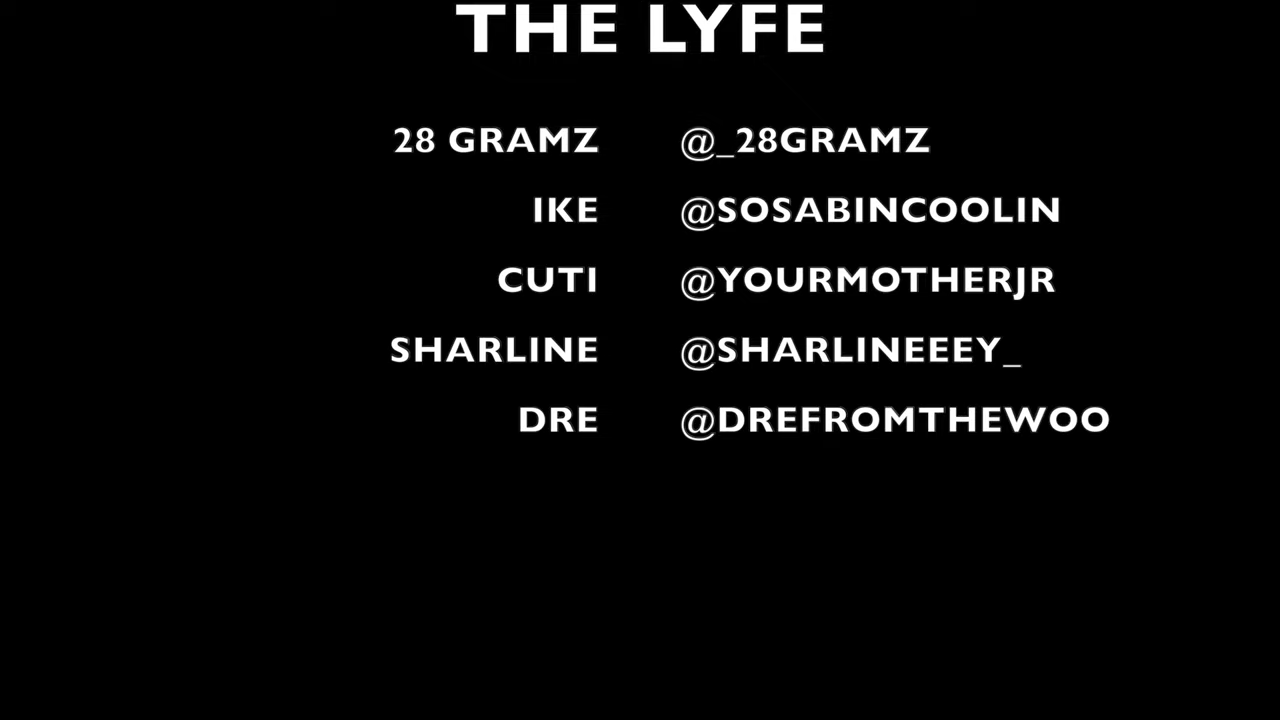 THE LYFE
28 GRAMZ @_28GRAMZ
IKE @SOSABINCOOLIN
CUTI @YOURMOTHERJR
SHARLINE @SHARLINEEEY_
DRE @DREFROMTHEWOO